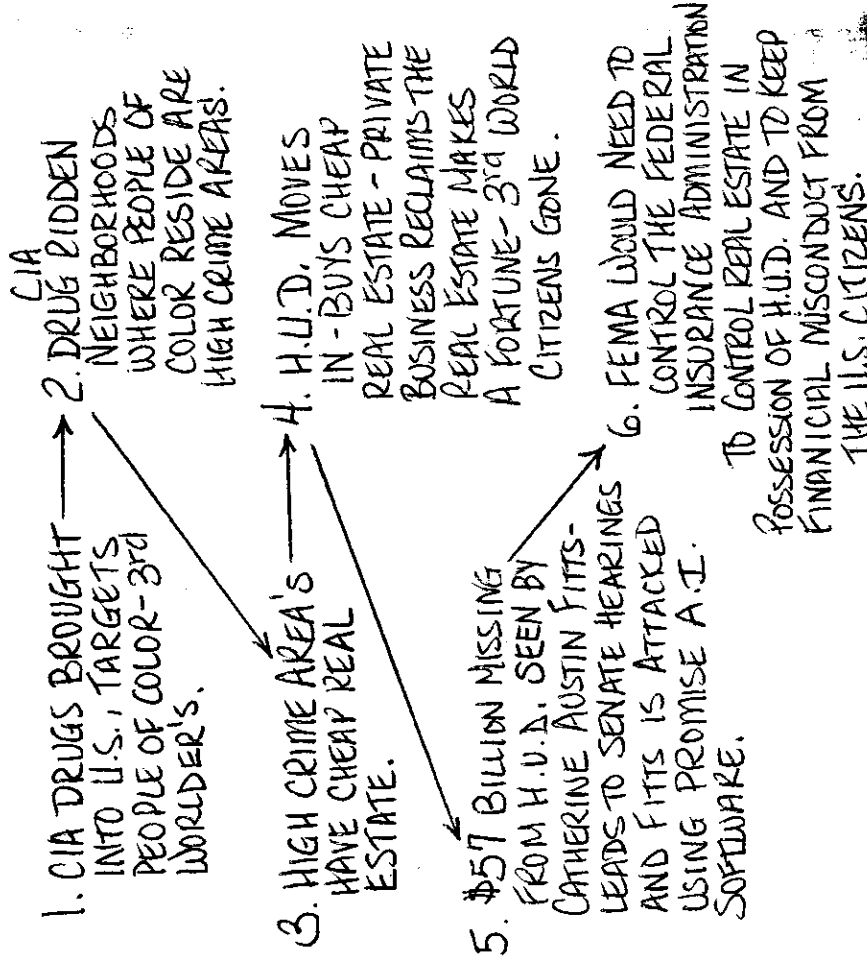 1. CIA DRUGS BROUGHT
INTO U.S., TARGETS
PEOPLE OF COLOR-3rd
WORLDER'S.
CIA
2. DRUG RIDDEN
NEIGHBORHOODS
WHERE PEOPLE OF
COLOR RESIDE ARE
HIGH CRIME AREAS.
3. HIGH CRIME AREA'S
HAVE CHEAP REAL
ESTATE.
4. H.U.D. MOVES
IN-BUYS CHEAP
REAL ESTATE-PRIVATE
BUSINESS RECLAIMS THE
REAL ESTATE MAKES
A FORTUNE-3rd WORLD
CITIZENS GONE.
5. $57 BILLION MISSING
FROM H.U.D. SEEN BY
CATHERINE AUSTIN FITTS-
LEADS TO SENATE HEARINGS
AND FITTS IS ATTACKED
USING PROMISE A.I.
SOFTWARE.
6. FEMA WOULD NEED TO
CONTROL THE FEDERAL
INSURANCE ADMINISTRATION
TO CONTROL REAL ESTATE IN
POSSESSION OF H.U.D. AND TO KEEP
FINANICIAL MISCONDUCT FROM
THE U.S. CITIZENS.